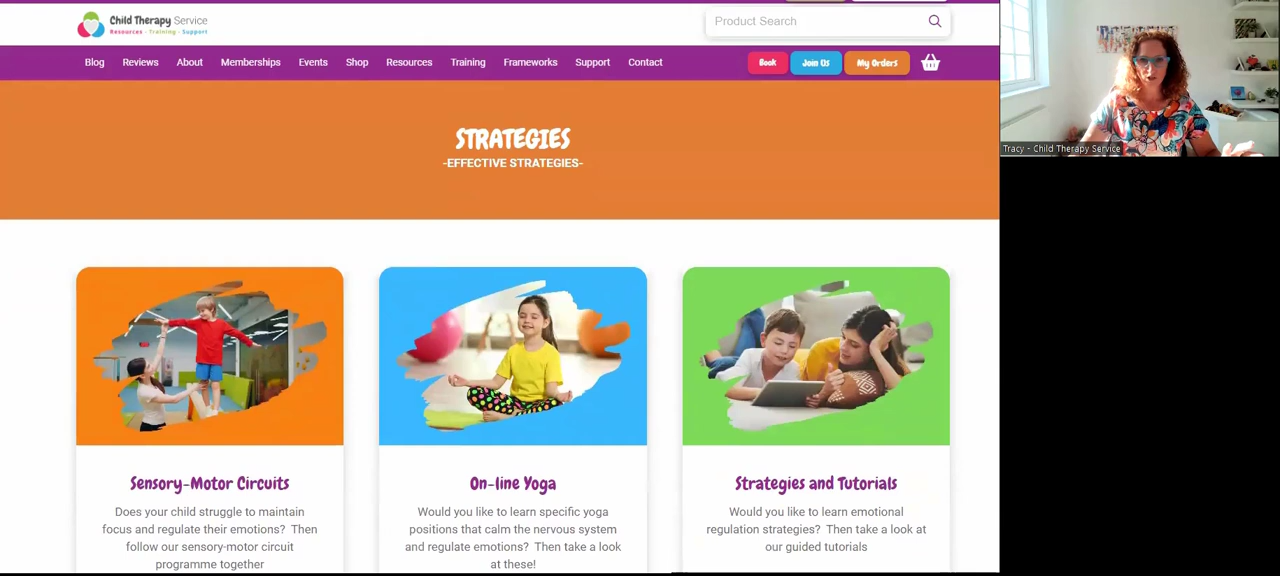 Child Therapy Service
Resources - Training - Support
Product Search
Blog Reviews About Memberships Events Shop Resources Training Frameworks Support Contact Book Join Us My Orders
STRATEGIES
-EFFECTIVE STRATEGIES-
Tracy - Child Therapy Service
Sensory-Motor Circuits
Does your child struggle to maintain
focus and regulate their emotions? Then
follow our sensory-motor circuit
programme together
On-line Yoga
Would you like to learn specific yoga
positions that calm the nervous system
and regulate emotions? Then take a look
at these!
Strategies and Tutorials
Would you like to learn emotional
regulation strategies? Then take a look at
our guided tutorials